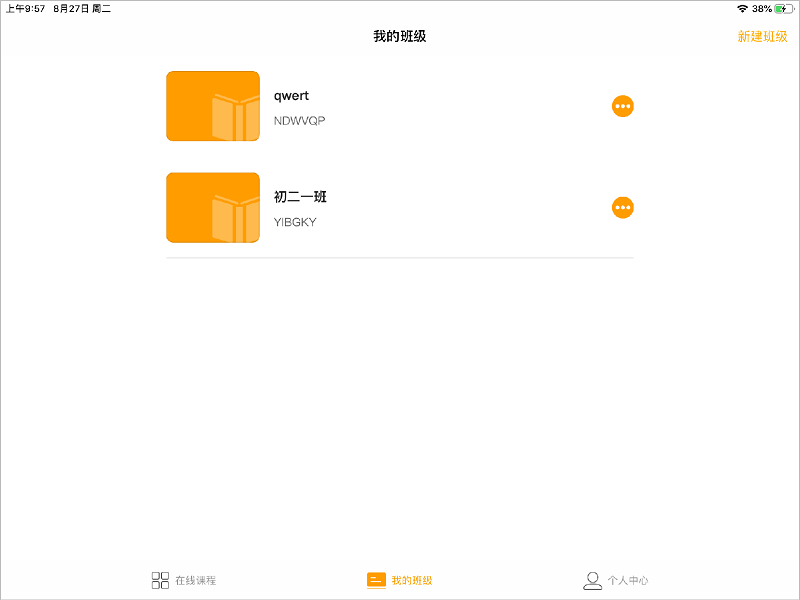 上午9:57 8月27日 周二 38%
我的班级 新建班级
qwert
NDWVQP
初二一班
YIBGKY
在线课程 我的班级 个人中心